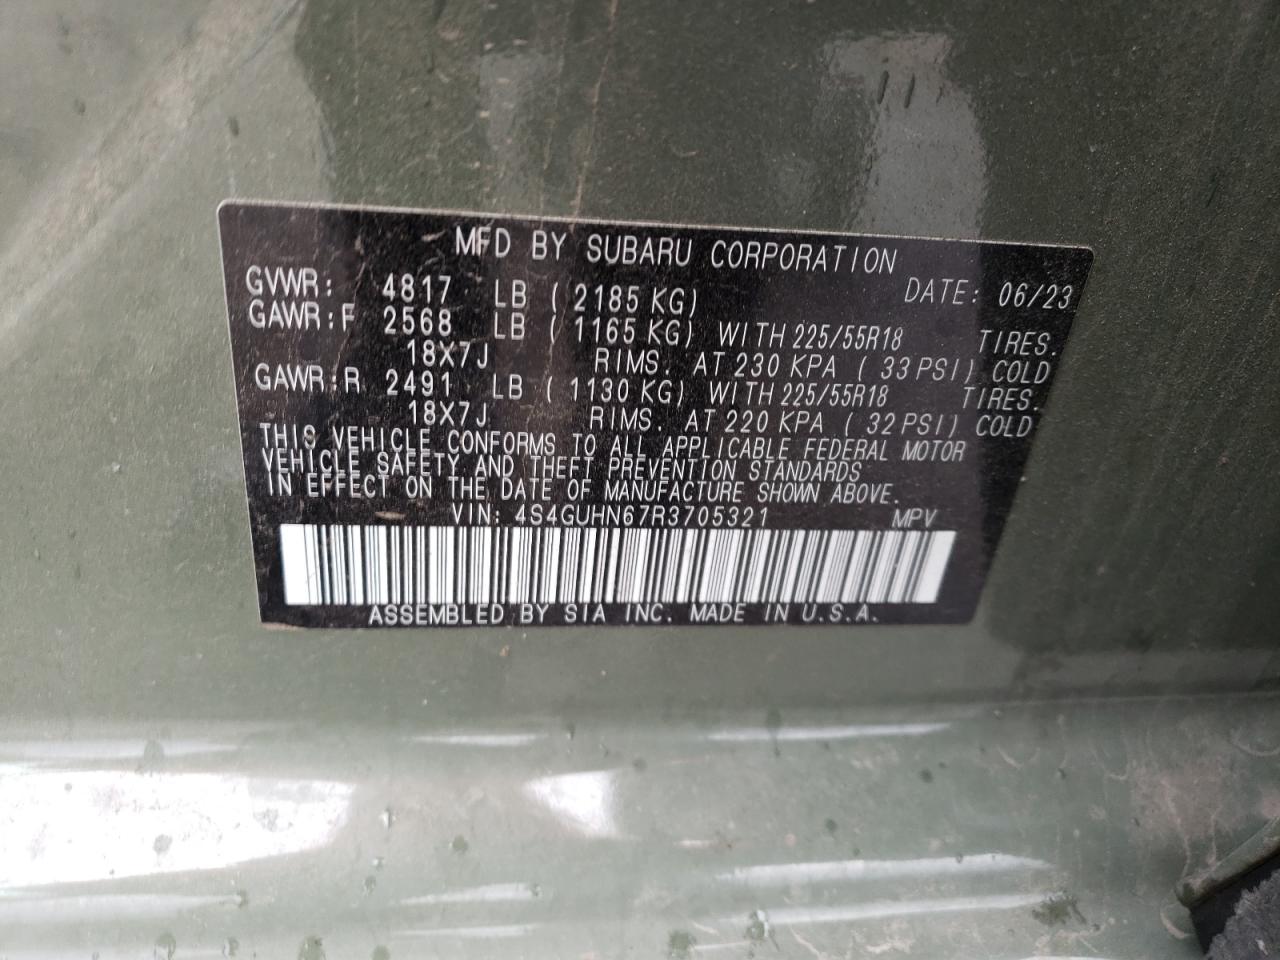 MFD BY SUBARU CORPORATION
GVWR: 4817 LB ( 2185 KG) DATE: 06/23
GAWR:F 2568 LB ( 1165 KG) WITH 225/55R18 TIRES.
18X7J RIMS. AT 230 KPA ( 33 PSI) COLD
GAWR:R 2491 LB ( 1130 KG) WITH 225/55R18 TIRES.
18X7J RIMS. AT 220 KPA ( 32 PSI) COLD
THIS VEHICLE CONFORMS TO ALL APPLICABLE FEDERAL MOTOR
VEHICLE SAFETY AND THEFT PREVENTION STANDARDS
IN EFFECT ON THE DATE OF MANUFACTURE SHOWN ABOVE.
VIN: 4S4GUHN67R3705321 MPV
ASSEMBLED BY SIA INC. MADE IN U.S.A.